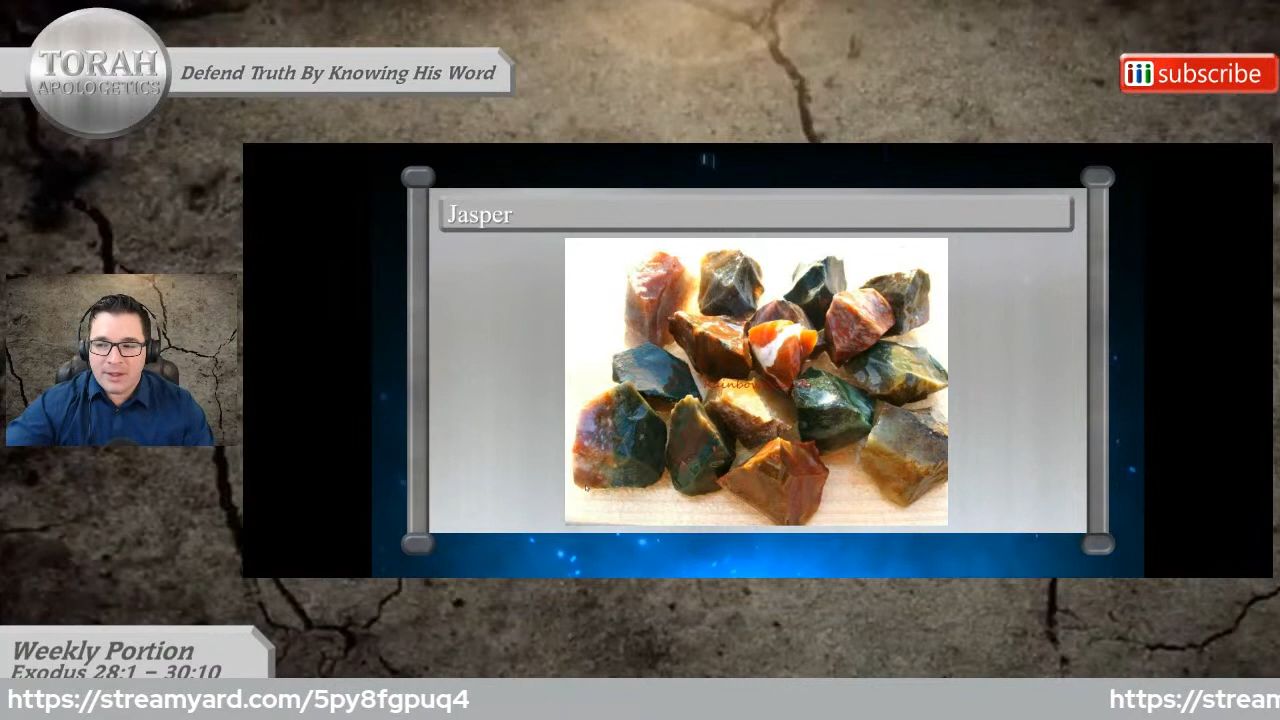 TORAH
APOLOGETICS
Defend Truth By Knowing His Word
subscribe
Jasper
Weekly Portion
Exodus 28:1 – 30:10
https://streamyard.com/5py8fgpuq4
https://stream